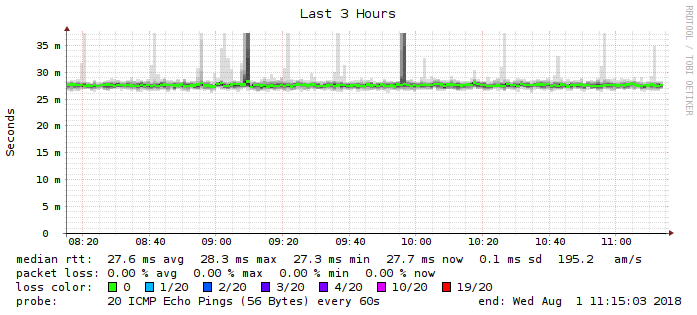 Last 3 Hours
RRDTOOL / TOBI OETIKER
Seconds
35 m
30 m
25 m
20 m
15 m
10 m
5 m
0
08:20 08:40 09:00 09:20 09:40 10:00 10:20 10:40 11:00
median rtt: 27.6 ms avg 28.3 ms max 27.3 ms min 27.7 ms now 0.1 ms sd 195.2 am/s
packet loss: 0.00 % avg 0.00 % max 0.00 % min 0.00 % now
loss color: 0 1/20 2/20 3/20 4/20 10/20 19/20
probe: 20 ICMP Echo Pings (56 Bytes) every 60s end: Wed Aug 1 11:15:03 2018